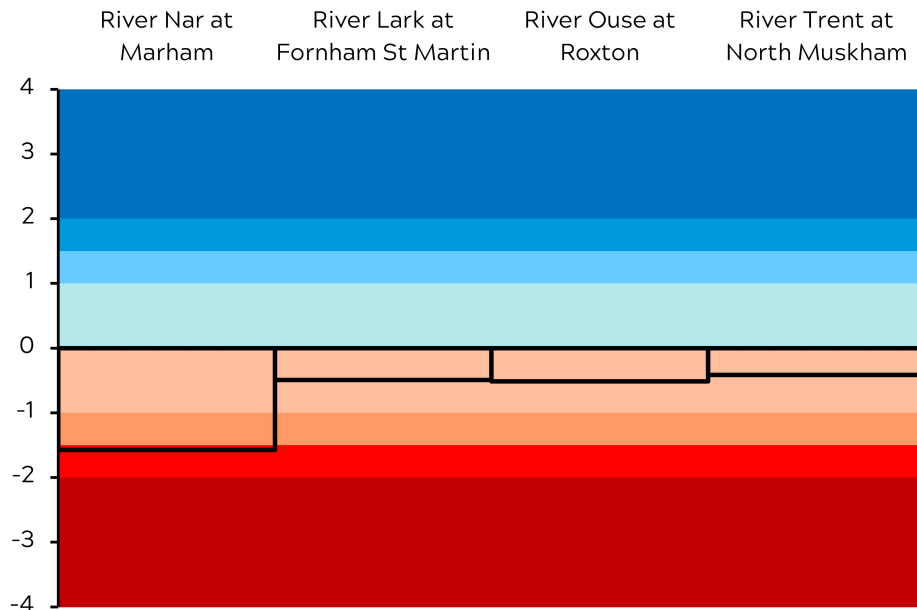 River Nar at
Marham
River Lark at
Fornham St Martin
River Ouse at
Roxton
River Trent at
North Muskham
4
3
2
1
0
-1
-2
-3
-4